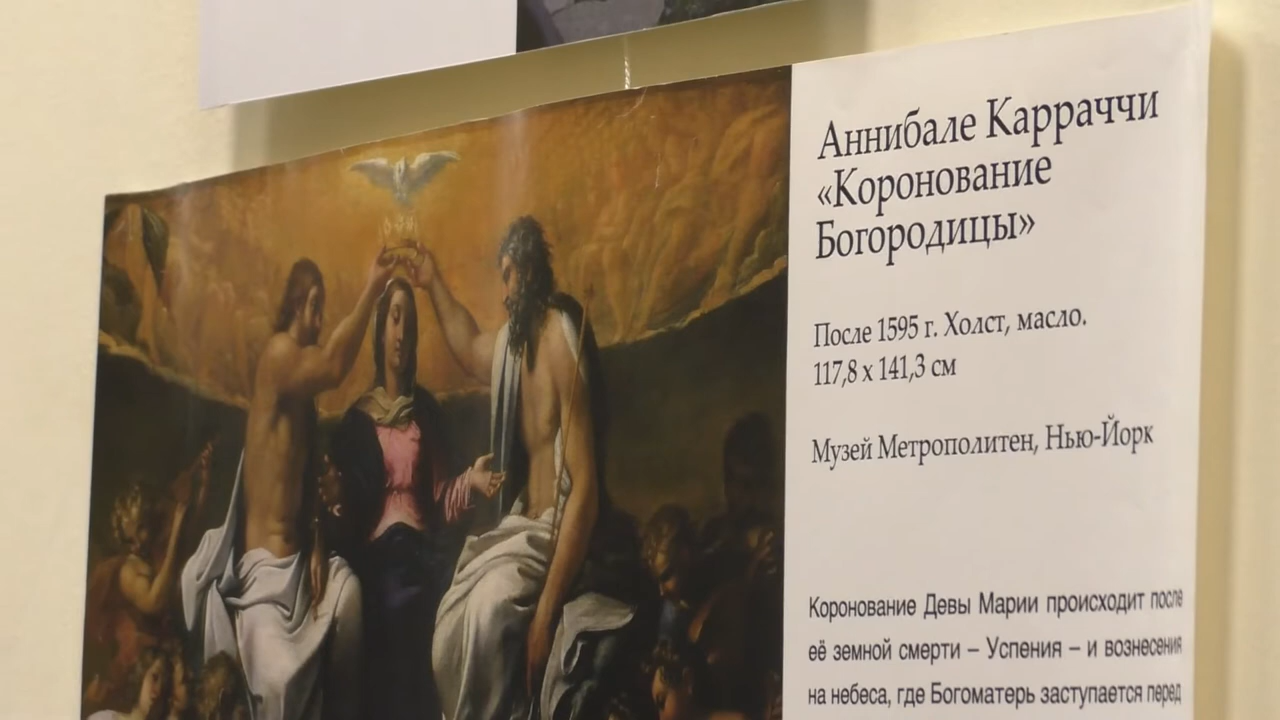 Аннибале Карраччи
«Коронование
Богородицы»
После 1595 г. Холст, масло.
117,8 х 141,3 см
Музей Метрополитен, Нью-Йорк
Коронование Девы Марии происходит после
её земной смерти – Успения – и вознесения
на небеса, где Богоматерь заступается перед